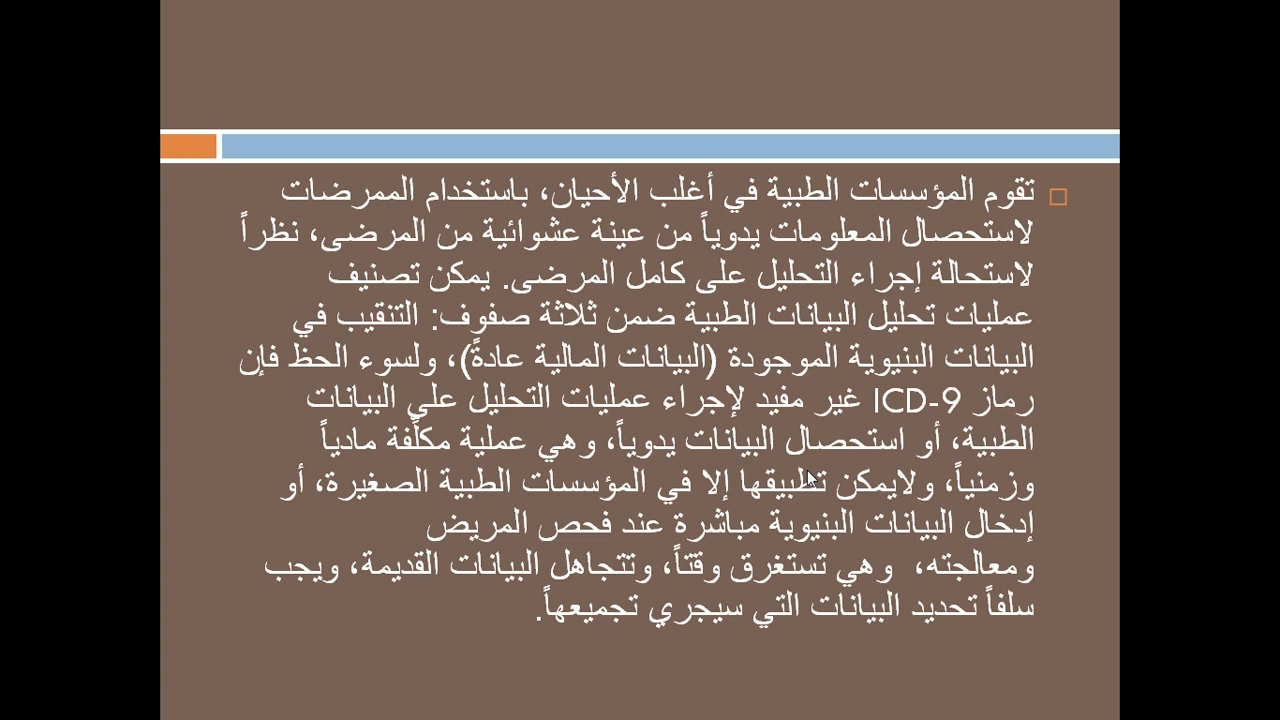 تقوم المؤسسات الطبية في أغلب الأحيان، باستخدام الممرضات
لاستحصال المعلومات يدوياً من عينة عشوائية من المرضى، نظراً
لاستحالة إجراء التحليل على كامل المرضى. يمكن تصنيف
عمليات تحليل البيانات الطبية ضمن ثلاثة صفوف: التنقيب في
البيانات البنيوية الموجودة (البيانات المالية عادةً)، ولسوء الحظ فإن
رماز ICD-9 غير مفيد لإجراء عمليات التحليل على البيانات
الطبية، أو استحصال البيانات يدوياً، وهي عملية مكلِّفة مادياً
وزمنياً، ولايمكن تطبيقها إلا في المؤسسات الطبية الصغيرة، أو
إدخال البيانات البنيوية مباشرة عند فحص المريض
ومعالجته، وهي تستغرق وقتاً، وتتجاهل البيانات القديمة، ويجب
سلفاً تحديد البيانات التي سيجري تجميعهاً.